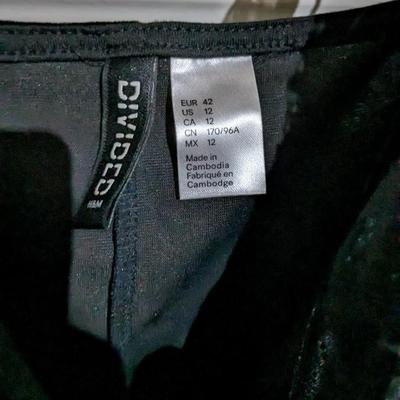 DIVIDED
H&M
EUR 42
US 12
CA 12
CN 170/96A
MX 12
Made in
Cambodia
Fabriqué en
Cambodge